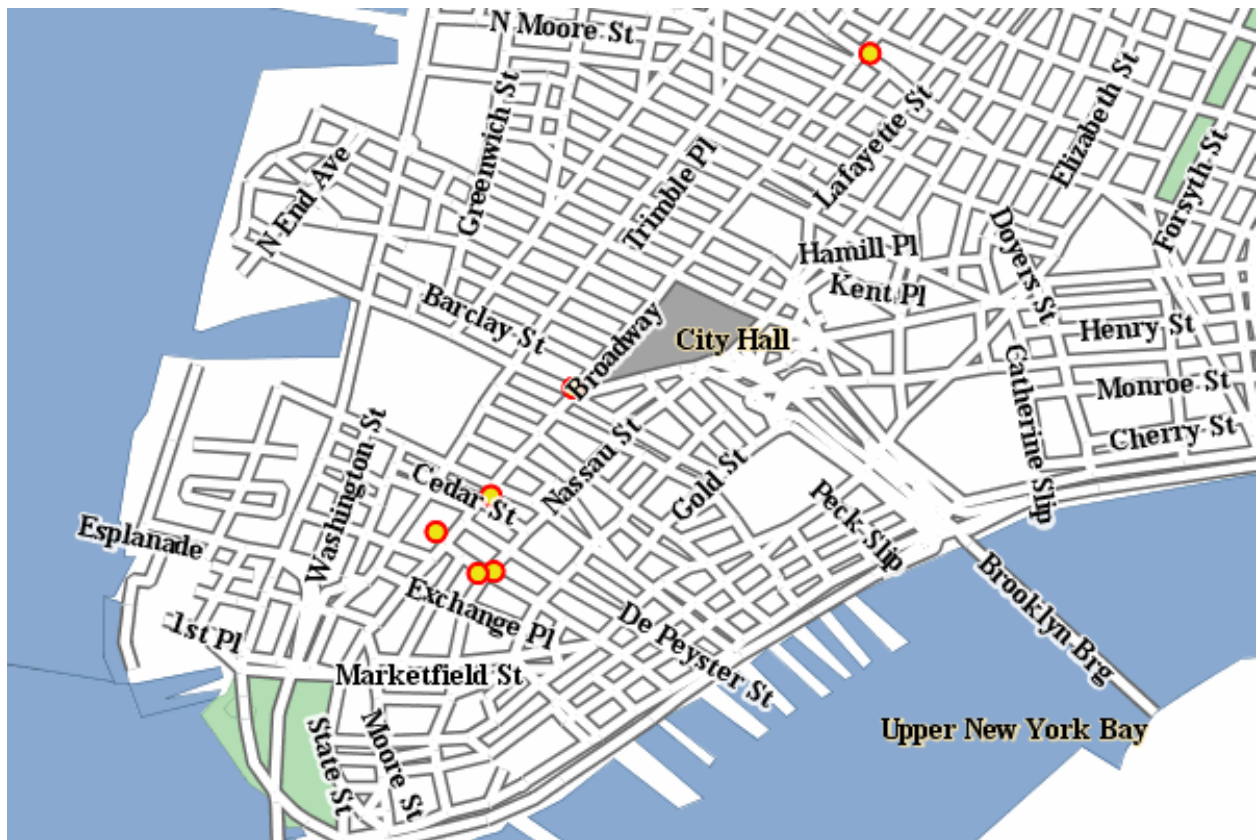 N Moore St
Greenwich St
Elizabeth St
Lafayette St
Forsyth St
N End Ave
Trimble Pl
Doyers St
Hamill Pl
Kent Pl
Barclay St
Broadway
City Hall
Henry St
Catherine Slip
Monroe St
Cherry St
Washington St
Cedar St
Nassau St
Gold St
Peck Slip
Esplanade
Exchange Pl
Brooklyn Brg
1st Pl
De Peyster St
Marketfield St
State St
Moore St
Upper New York Bay